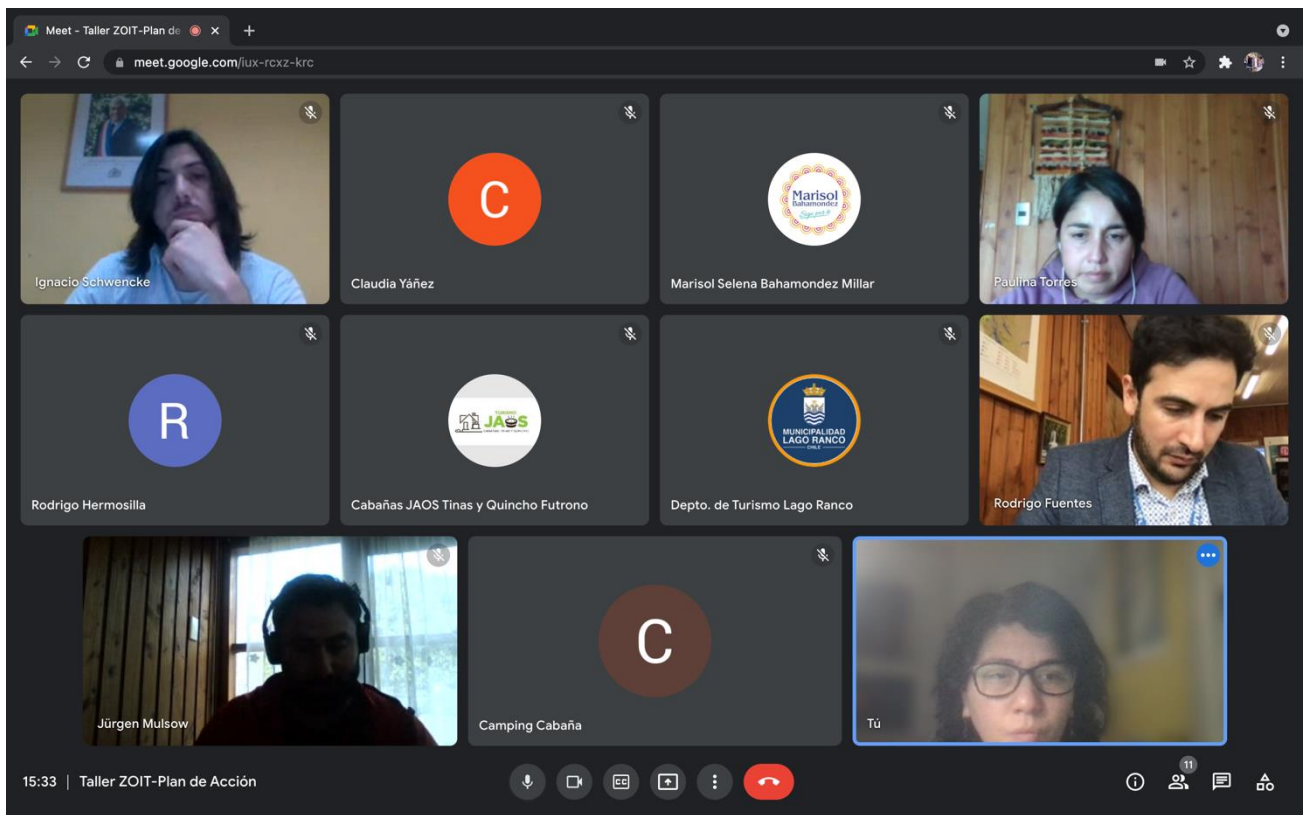 Meet - Taller ZOIT-Plan de
meet.google.com/iux-rcxz-krc
Ignacio Schwencke
C
Claudia Yáñez
Marisol
Bahamondez
Marisol Selena Bahamondez Millar
Paulina Torres
R
Rodrigo Hermosilla
TURISMO
JAOS
Cabañas JAOS Tinas y Quincho Futrono
MUNICIPALIDAD
LAGO RANCO
CHILE
Depto. de Turismo Lago Ranco
Rodrigo Fuentes
Jürgen Mulsow
C
Camping Cabaña
Tú
15:33 | Taller ZOIT-Plan de Acción
CC
11